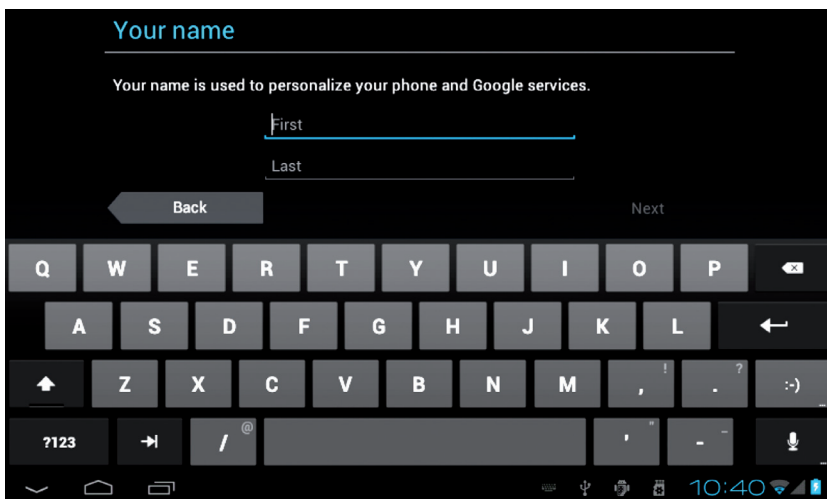 Your name
Your name is used to personalize your phone and Google services.
First
Last
Back
Next
Q W E R T Y U I O P
A S D F G H J K L
Z X C V B N M , ! . ? :-)
?123 / @ ' " - _
10:40